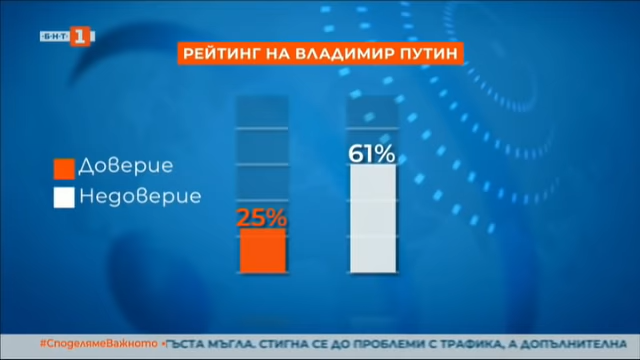 БНТ 1
РЕЙТИНГ НА ВЛАДИМИР ПУТИН
61%
Доверие
Недоверие
25%
#СподелямеВажното • ГЪСТА МЪГЛА. СТИГНА СЕ ДО ПРОБЛЕМИ С ТРАФИКА, А ДОПЪЛНИТЕЛНА